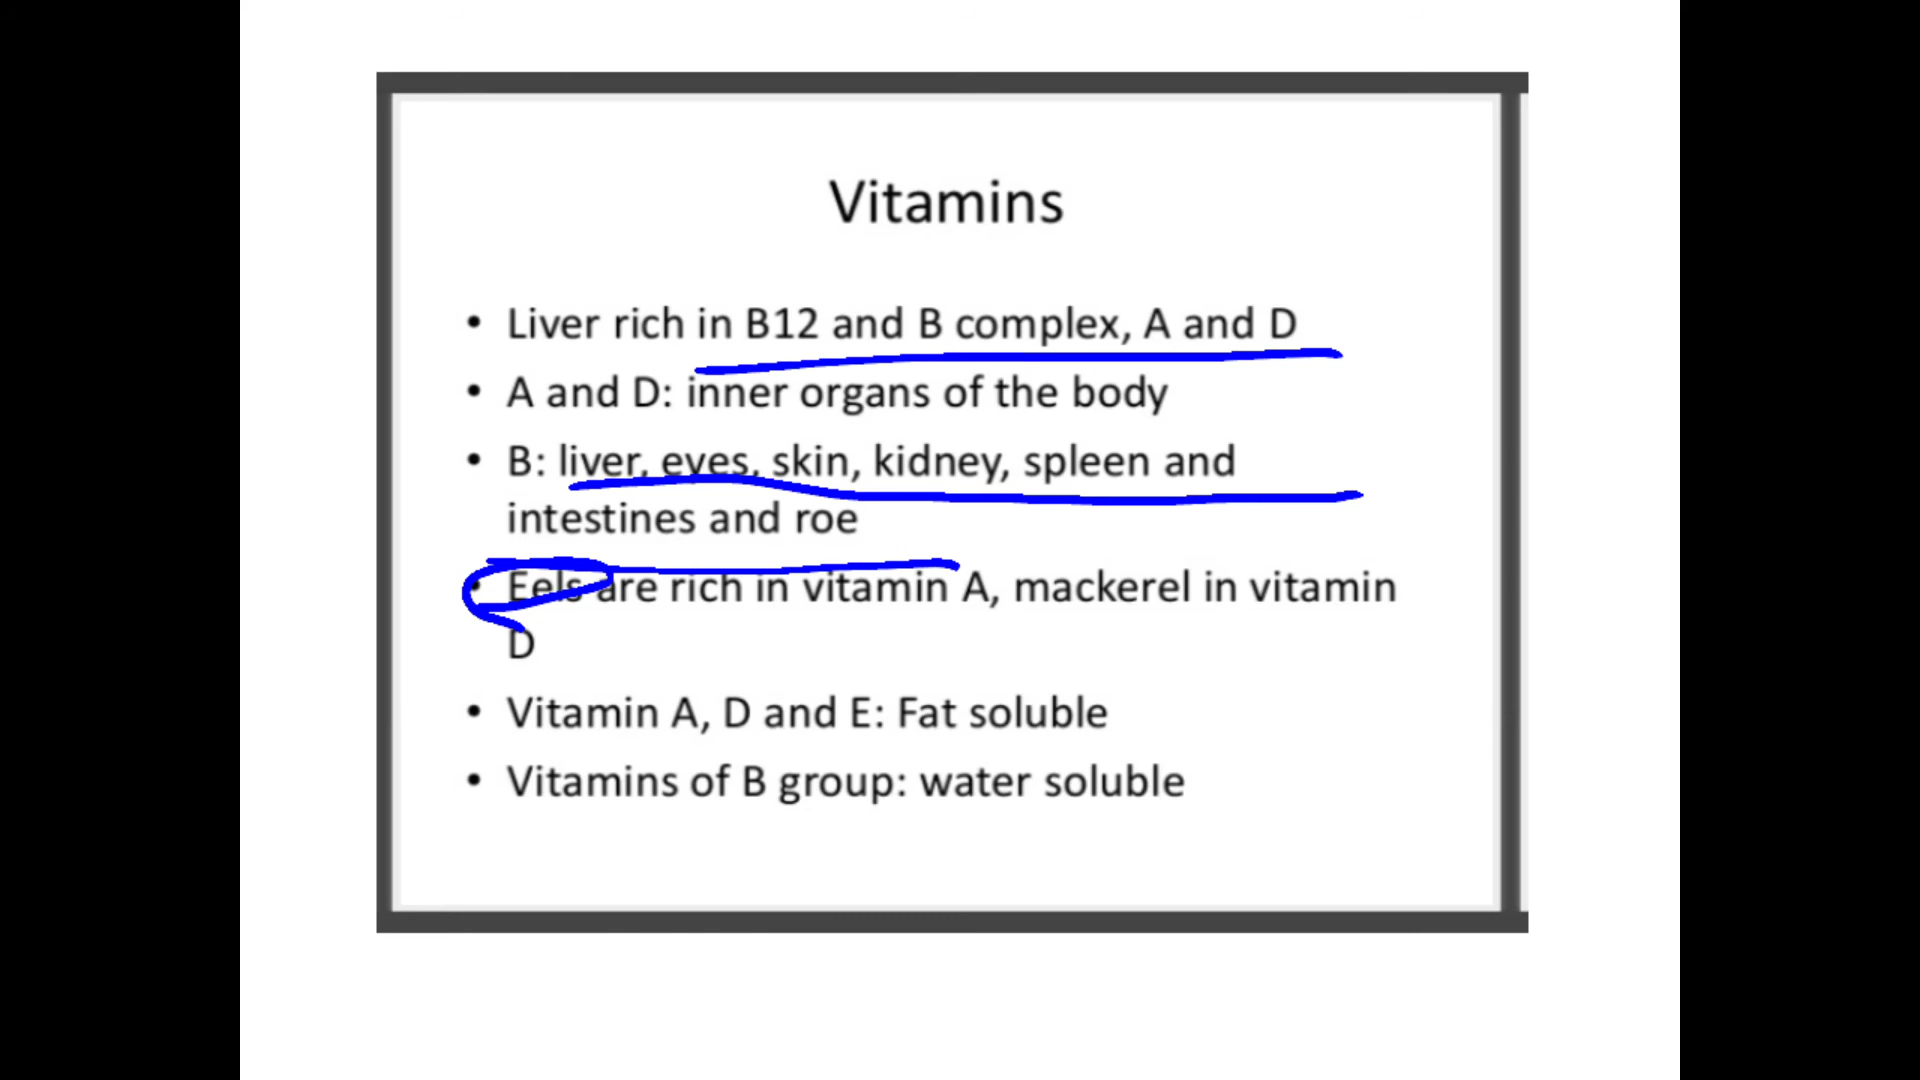 Vitamins
• Liver rich in B12 and B complex, A and D
• A and D: inner organs of the body
• B: liver, eyes, skin, kidney, spleen and
intestines and roe
• Eels are rich in vitamin A, mackerel in vitamin
D
• Vitamin A, D and E: Fat soluble
• Vitamins of B group: water soluble